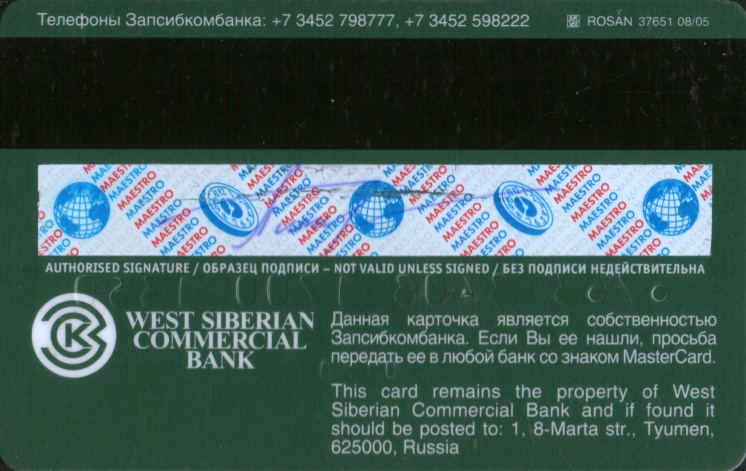 Телефоны Запсибкомбанка: +7 3452 798777, +7 3452 598222
ROSAN 37651 08/05
MAESTRO
AUTHORISED SIGNATURE / ОБРАЗЕЦ ПОДПИСИ – NOT VALID UNLESS SIGNED / БЕЗ ПОДПИСИ НЕДЕЙСТВИТЕЛЬНА
WEST SIBERIAN
COMMERCIAL
BANK
Данная карточка является собственностью
Запсибкомбанка. Если Вы ее нашли, просьба
передать ее в любой банк со знаком MasterCard.
This card remains the property of West
Siberian Commercial Bank and if found it
should be posted to: 1, 8-Marta str., Tyumen,
625000, Russia